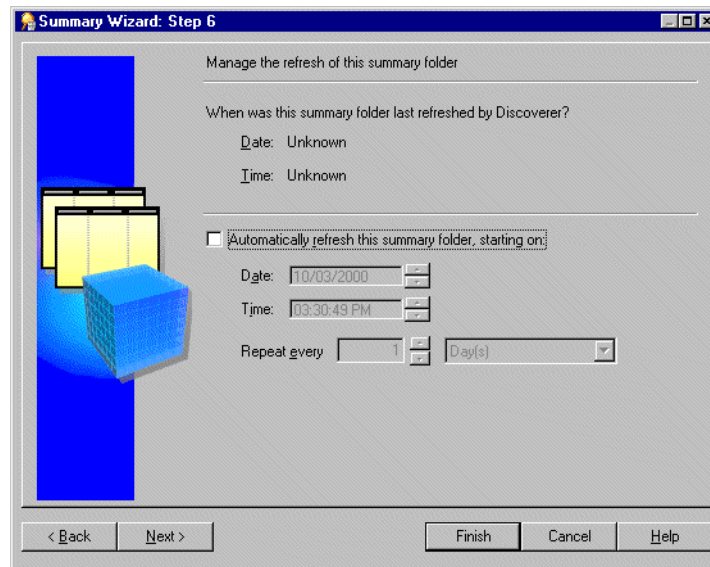 Summary Wizard: Step 6
Manage the refresh of this summary folder
When was this summary folder last refreshed by Discoverer?
Date: Unknown
Time: Unknown
Automatically refresh this summary folder, starting on:
Date: 10/03/2000
Time: 03:30:49 PM
Repeat every 1 Day(s)
< Back Next > Finish Cancel Help